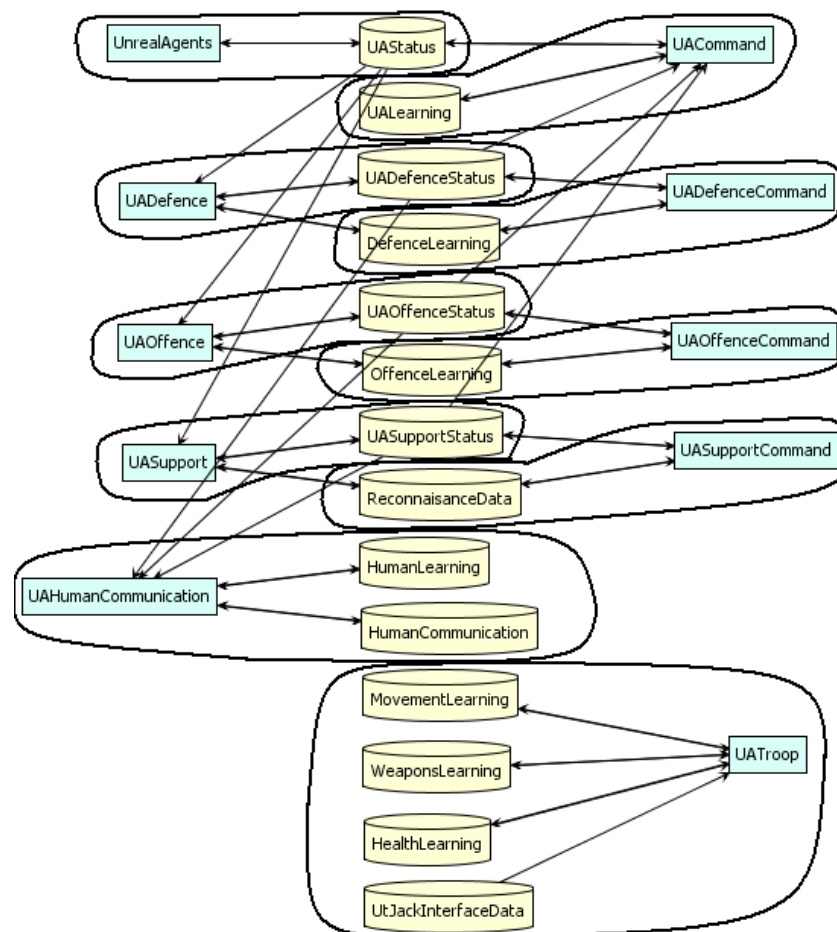 UnrealAgents
UAStatus
UACommand
UALearning
UADefenceStatus
UADefence
UADefenceCommand
DefenceLearning
UAOffenceStatus
UAOffence
UAOffenceCommand
OffenceLearning
UASupportStatus
UASupport
UASupportCommand
ReconnaisanceData
HumanLearning
UAHumanCommunication
HumanCommunication
MovementLearning
WeaponsLearning
UATroop
HealthLearning
UtJackInterfaceData